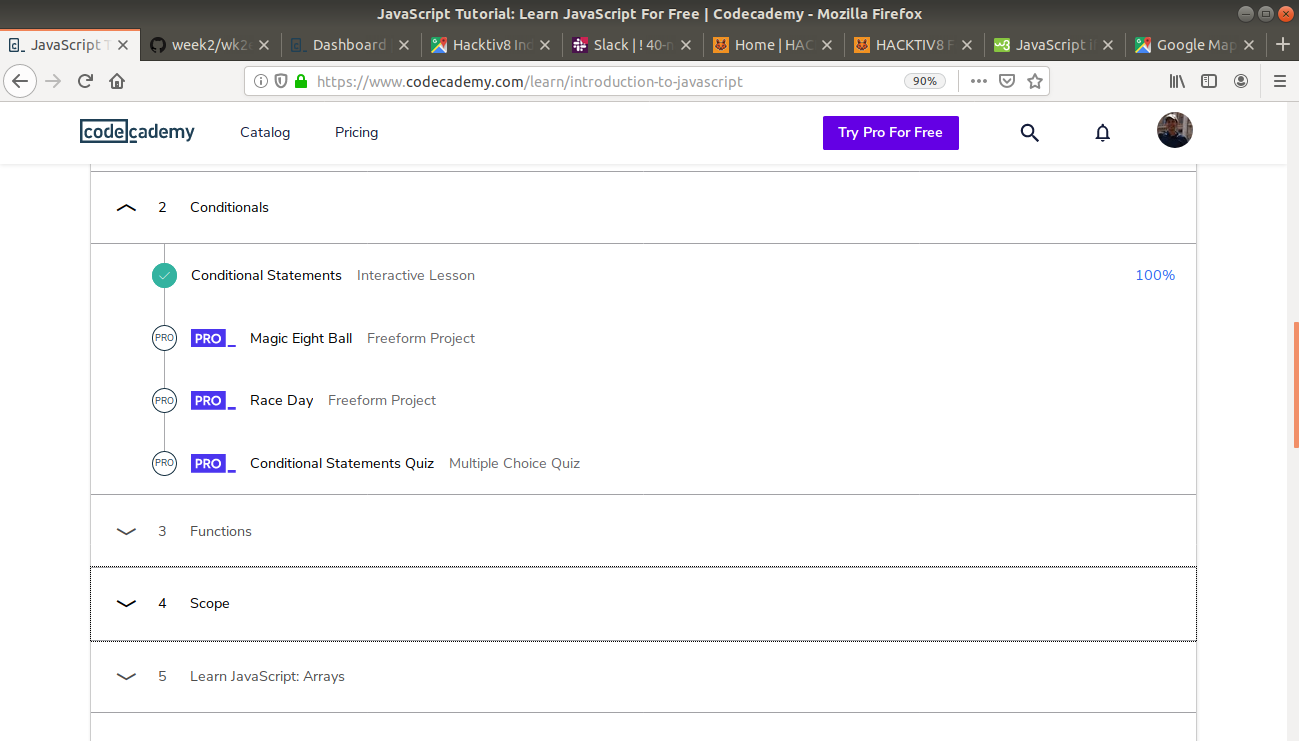 JavaScript Tutorial: Learn JavaScript For Free | Codecademy - Mozilla Firefox
JavaScript T week2/wk2 Dashboard Hacktiv8 Ind Slack | ! 40-n Home | HAC HACKTIV8 F JavaScript Google Map
https://www.codecademy.com/learn/introduction-to-javascript 90%
codecademy Catalog Pricing Try Pro For Free
2 Conditionals
Conditional Statements Interactive Lesson 100%
PRO PRO_ Magic Eight Ball Freeform Project
PRO PRO_ Race Day Freeform Project
PRO PRO_ Conditional Statements Quiz Multiple Choice Quiz
3 Functions
4 Scope
5 Learn JavaScript: Arrays